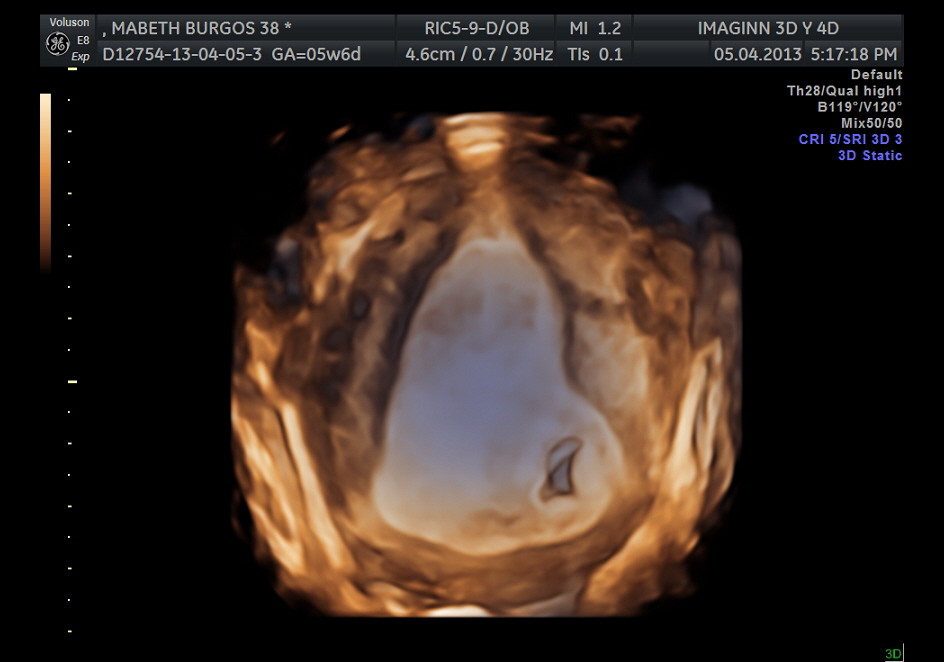 Voluson
E8
Exp
, MABETH BURGOS 38 *
RIC5-9-D/OB
MI 1.2
IMAGINN 3D Y 4D
D12754-13-04-05-3 GA=05w6d
4.6cm / 0.7 / 30Hz
TIs 0.1
05.04.2013 5:17:18 PM
Default
Th28/Qual high1
B119°/V120°
Mix50/50
CRI 5/SRI 3D 3
3D Static
3D